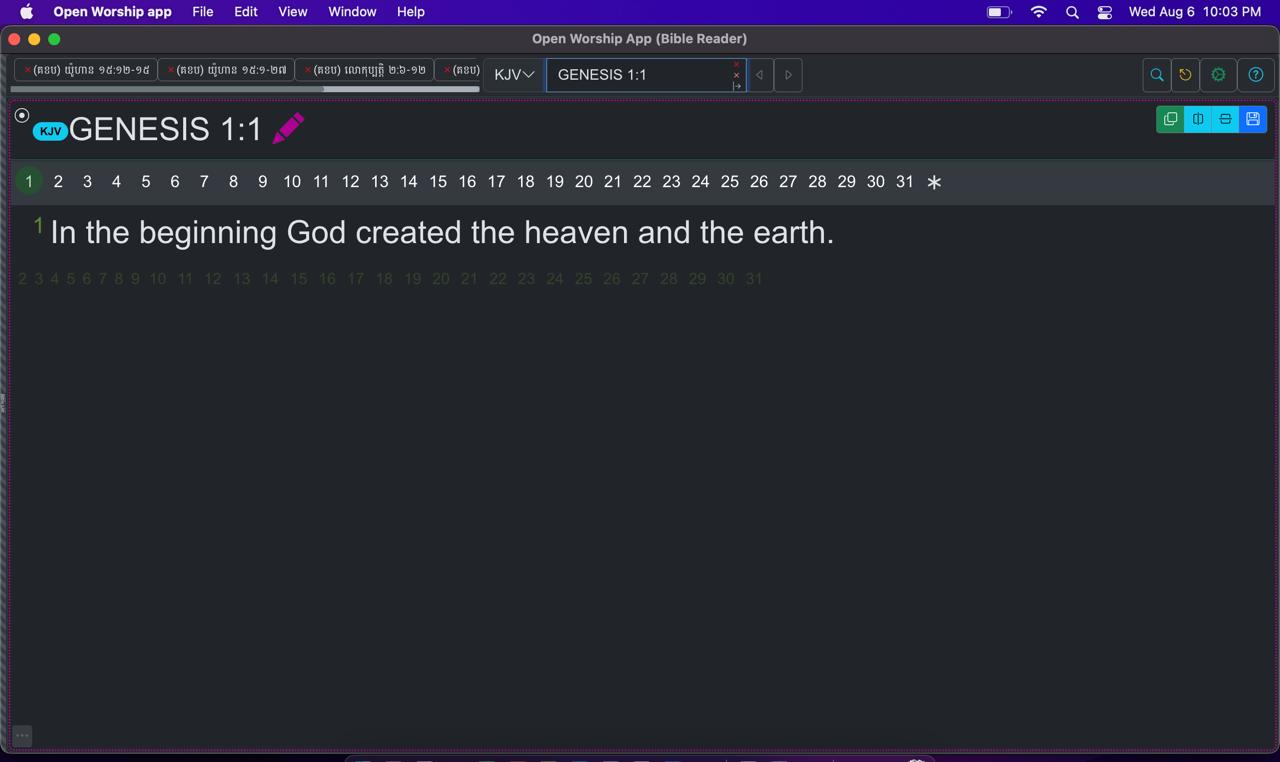 Open Worship app File Edit View Window Help Wed Aug 6 10:03 PM
Open Worship App (Bible Reader)
(គខប) យ៉ូហាន ១៥:១២-១៥ (គខប) យ៉ូហាន ១៥:១-២៧ (គខប) លោកុប្បត្តិ ២:៦-១២ (គខប) KJV GENESIS 1:1
KJV GENESIS 1:1
1 2 3 4 5 6 7 8 9 10 11 12 13 14 15 16 17 18 19 20 21 22 23 24 25 26 27 28 29 30 31 *
1 In the beginning God created the heaven and the earth.
2 3 4 5 6 7 8 9 10 11 12 13 14 15 16 17 18 19 20 21 22 23 24 25 26 27 28 29 30 31